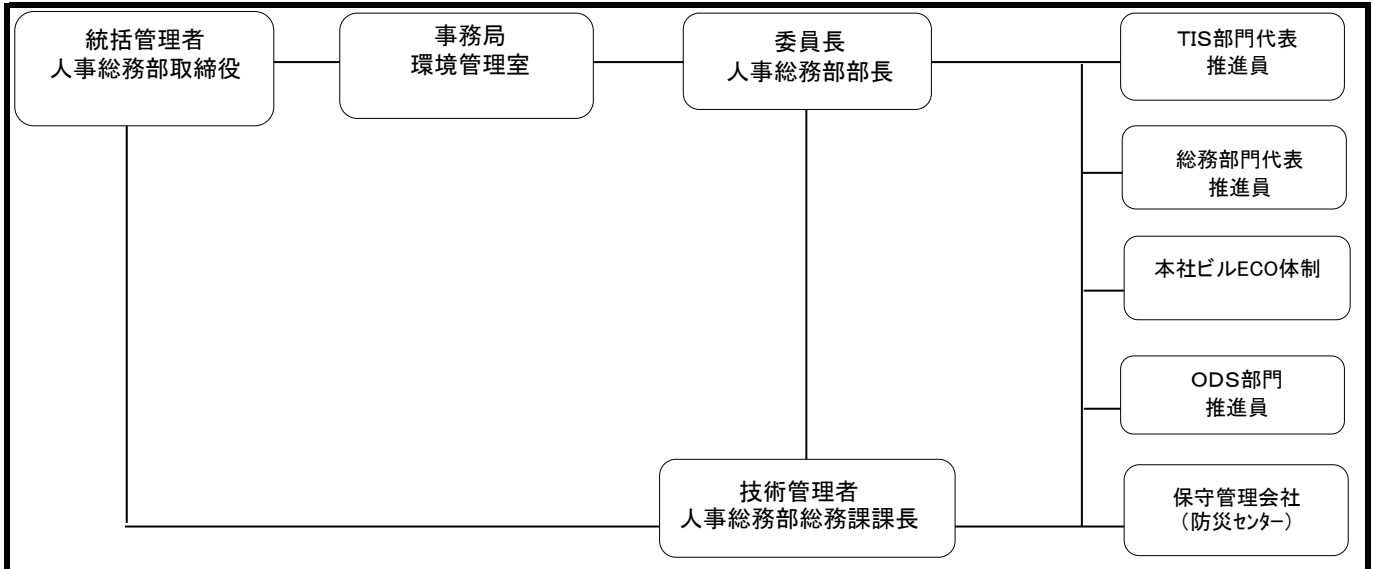 統括管理者
人事総務部取締役
事務局
環境管理室
委員長
人事総務部部長
TIS部門代表
推進員
総務部門代表
推進員
本社ビルECO体制
ODS部門
推進員
技術管理者
人事総務部総務課課長
保守管理会社
（防災ｾﾝﾀｰ）